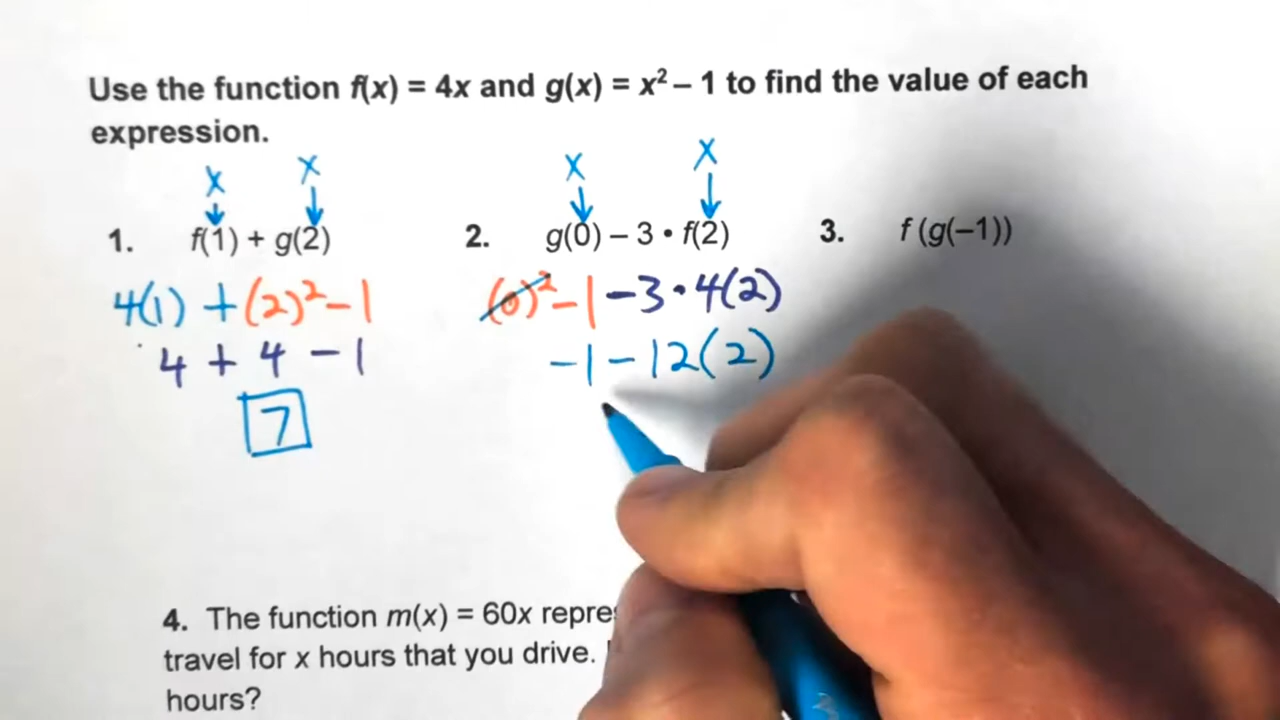 Use the function f(x) = 4x and g(x) = x² – 1 to find the value of each
expression.
x x x x
1. f(1) + g(2) 2. g(0) – 3 • f(2) 3. f (g(–1))
4(1) + (2)² – 1 (0)² – 1 – 3 • 4(2)
4 + 4 – 1 –1 – 12(2)
7
4. The function m(x) = 60x
travel for x hours that you drive.
hours?